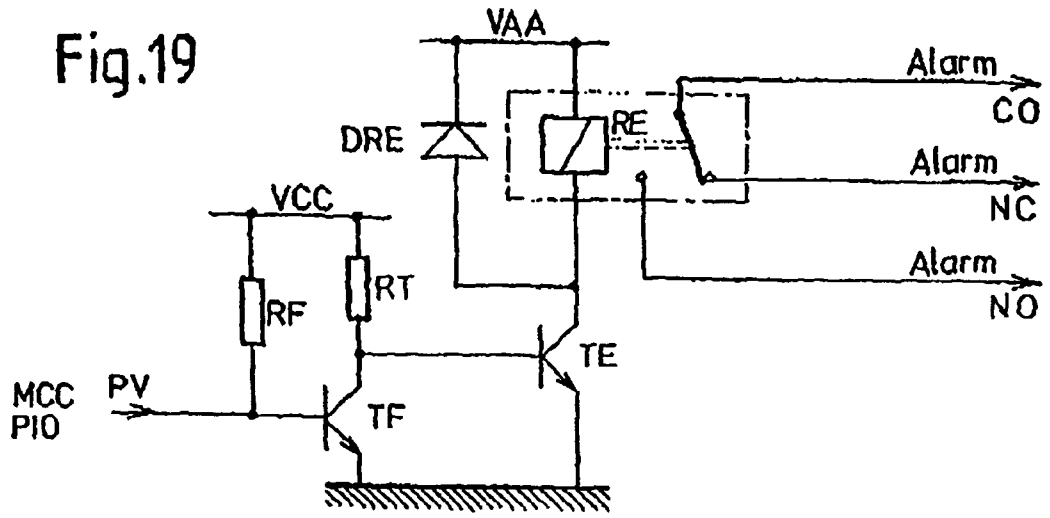 Fig.19
VAA
Alarm
CO
DRE
RE
Alarm
NC
VCC
RF
RT
Alarm
NO
TE
MCC
PIO
PV
TF